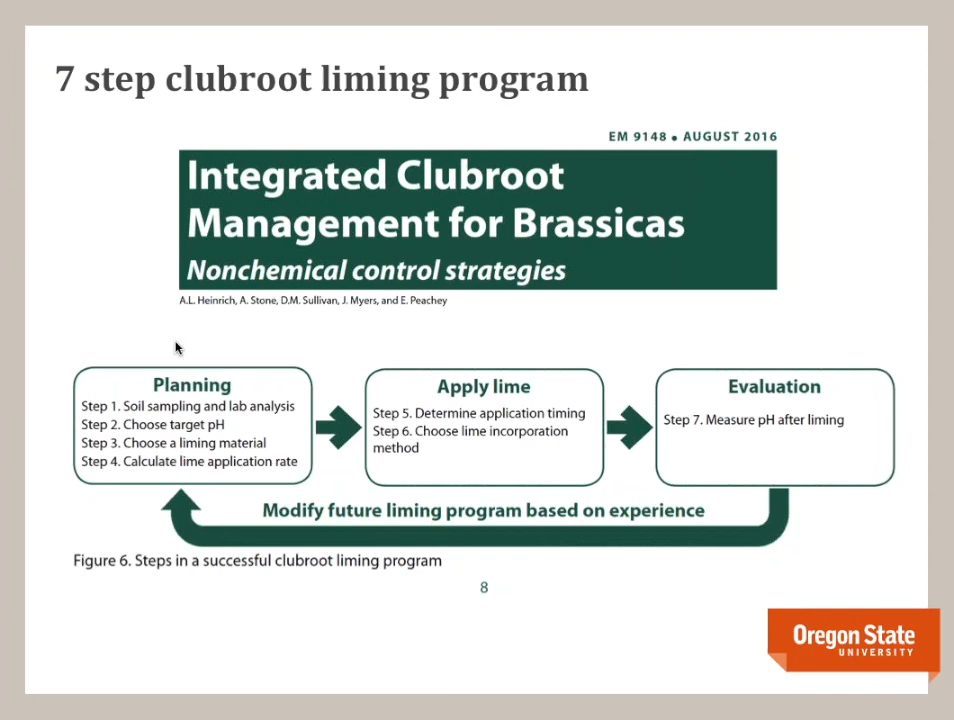 7 step clubroot liming program
EM 9148 • AUGUST 2016
Integrated Clubroot
Management for Brassicas
Nonchemical control strategies
A.L. Heinrich, A. Stone, D.M. Sullivan, J. Myers, and E. Peachey
Planning
Step 1. Soil sampling and lab analysis
Step 2. Choose target pH
Step 3. Choose a liming material
Step 4. Calculate lime application rate
Apply lime
Step 5. Determine application timing
Step 6. Choose lime incorporation
method
Evaluation
Step 7. Measure pH after liming
Modify future liming program based on experience
Figure 6. Steps in a successful clubroot liming program
8
Oregon State
UNIVERSITY